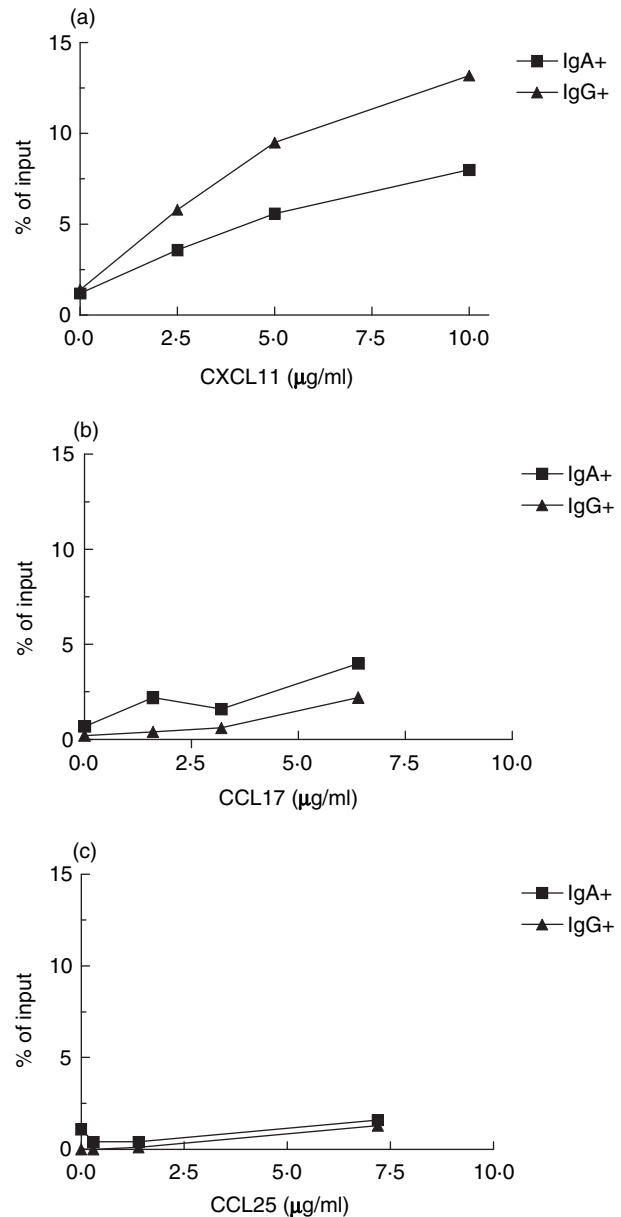 (a)
15
10
5
0
% of input
0·0 2·5 5·0 7·5 10·0
CXCL11 (µg/ml)
IgA+
IgG+
(b)
15
10
5
0
% of input
0·0 2·5 5·0 7·5 10·0
CCL17 (µg/ml)
IgA+
IgG+
(c)
15
10
5
0
% of input
0·0 2·5 5·0 7·5 10·0
CCL25 (µg/ml)
IgA+
IgG+